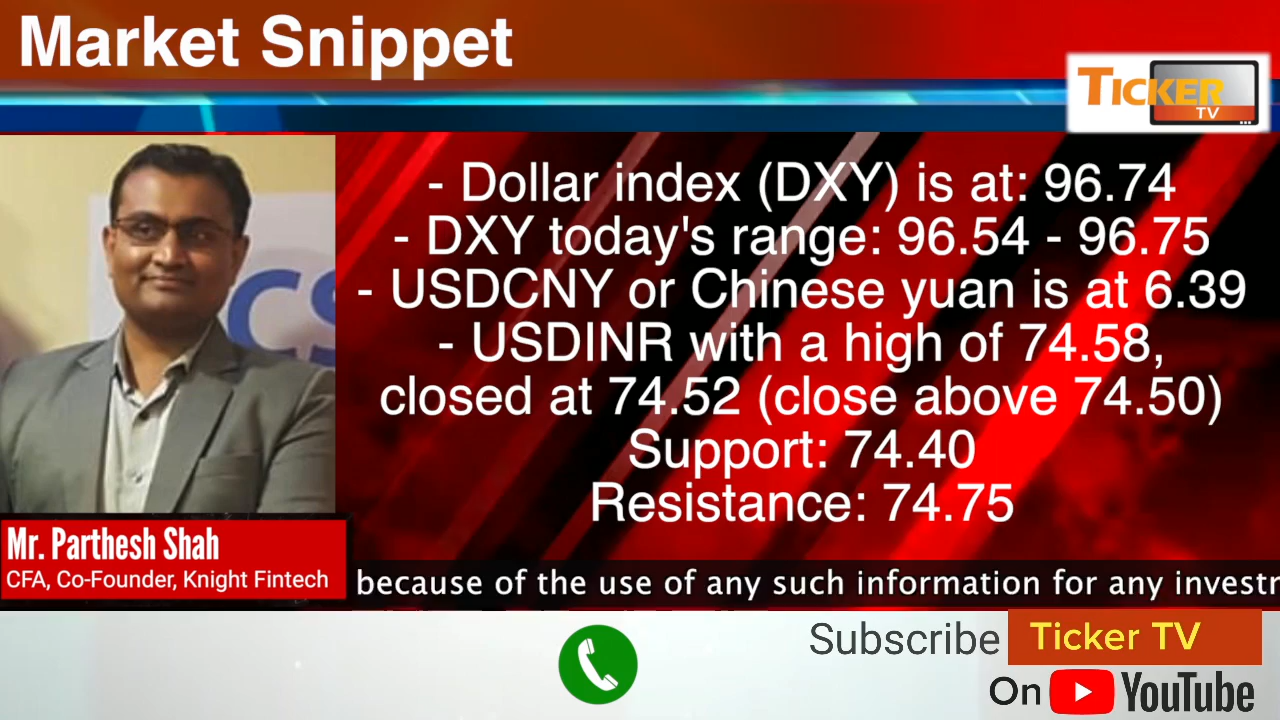 Market Snippet
TICKER
TV
- Dollar index (DXY) is at: 96.74
- DXY today's range: 96.54 - 96.75
- USDCNY or Chinese yuan is at 6.39
- USDINR with a high of 74.58,
closed at 74.52 (close above 74.50)
Support: 74.40
Resistance: 74.75
CS
Mr. Parthesh Shah
CFA, Co-Founder, Knight Fintech
because of the use of any such information for any investm
Subscribe Ticker TV
On YouTube